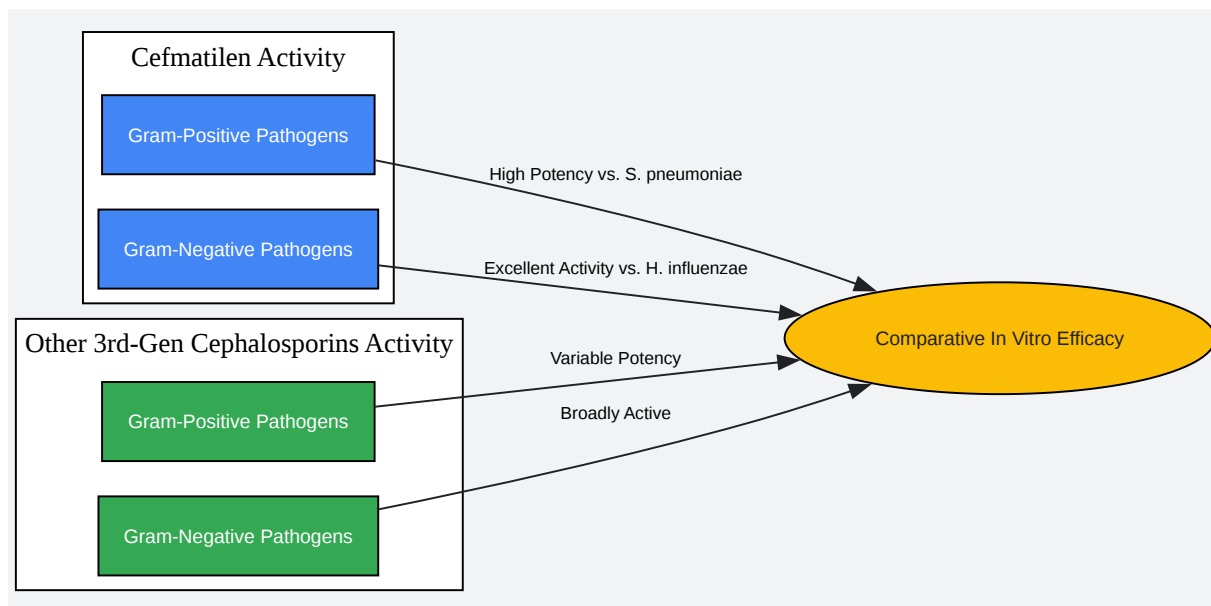 Cefmatilen Activity
Gram-Positive Pathogens
High Potency vs. S. pneumoniae
Gram-Negative Pathogens
Excellent Activity vs. H. influenzae
Other 3rd-Gen Cephalosporins Activity
Gram-Positive Pathogens
Variable Potency
Broadly Active
Gram-Negative Pathogens
Comparative In Vitro Efficacy